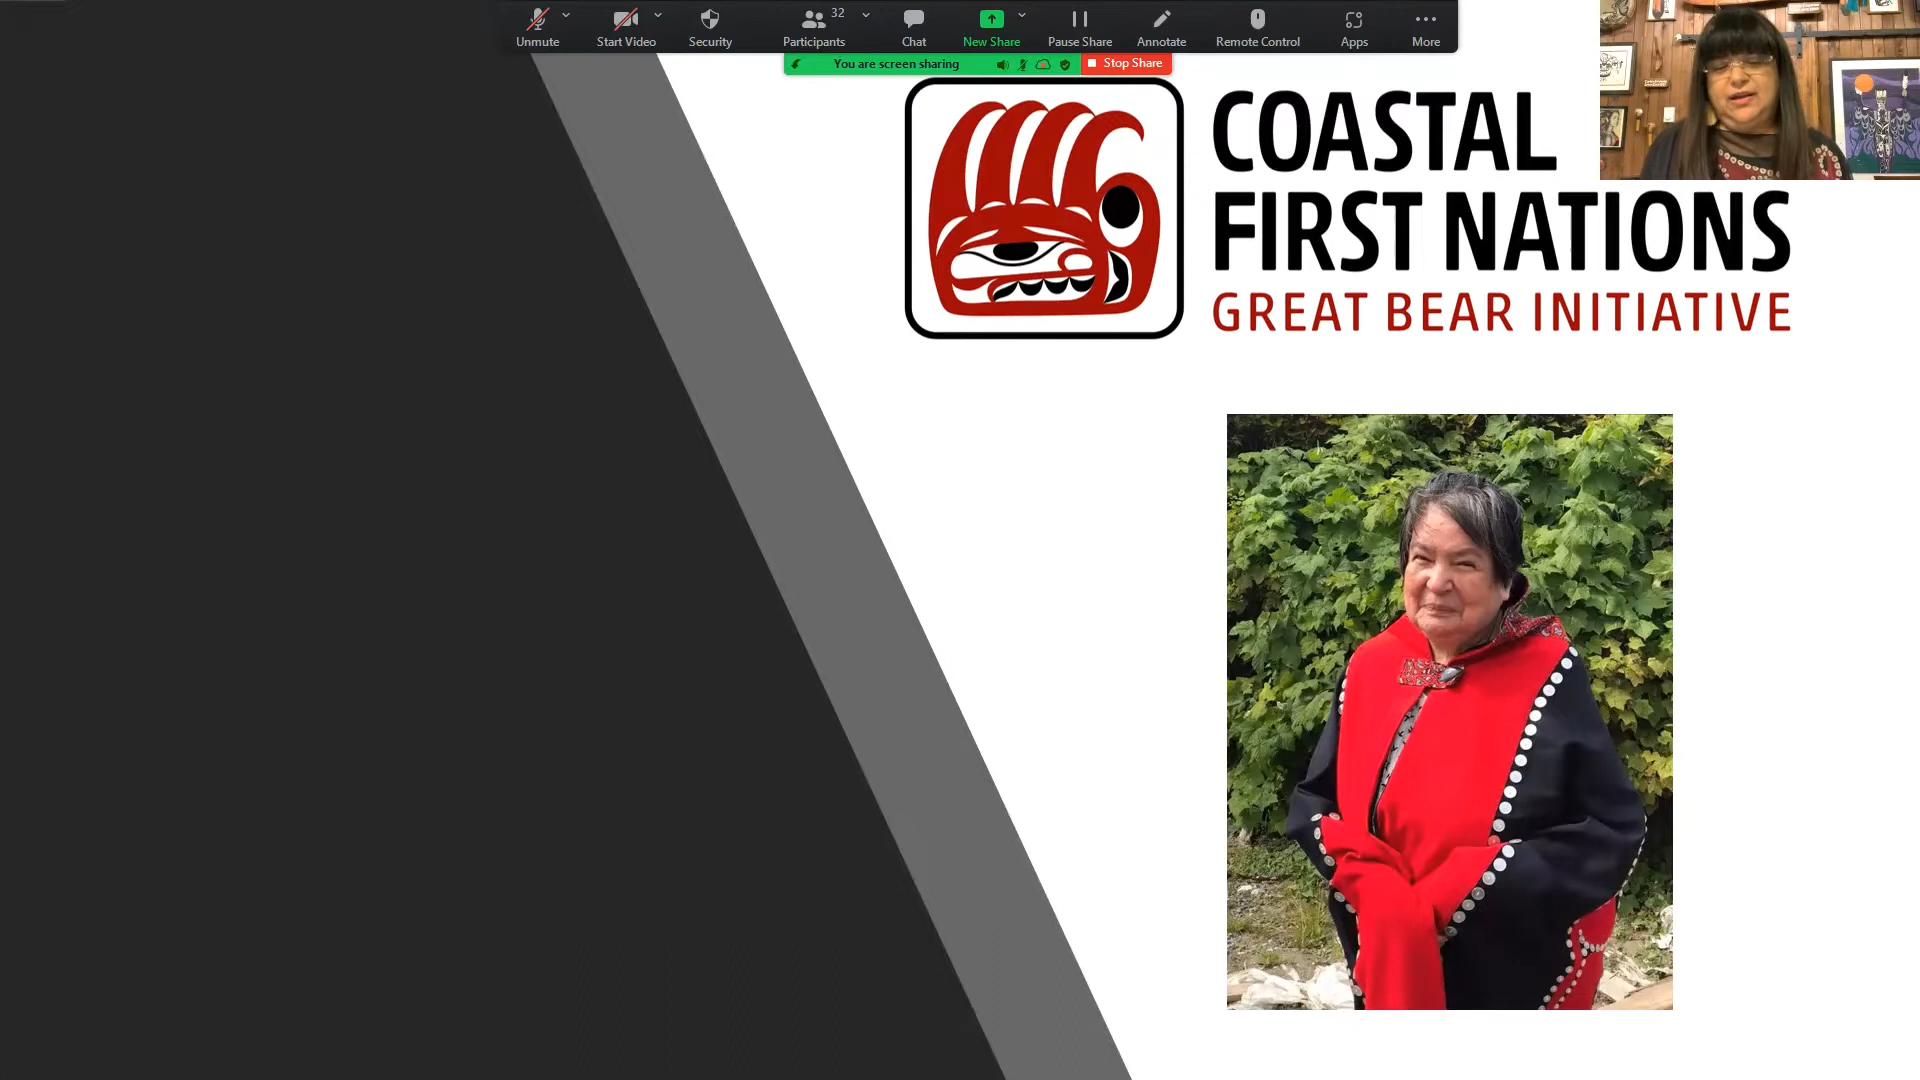 32
Unmute
Start Video
Security
Participants
Chat
New Share
Pause Share
Annotate
Remote Control
Apps
More
You are screen sharing
Stop Share
COASTAL
FIRST NATIONS
GREAT BEAR INITIATIVE